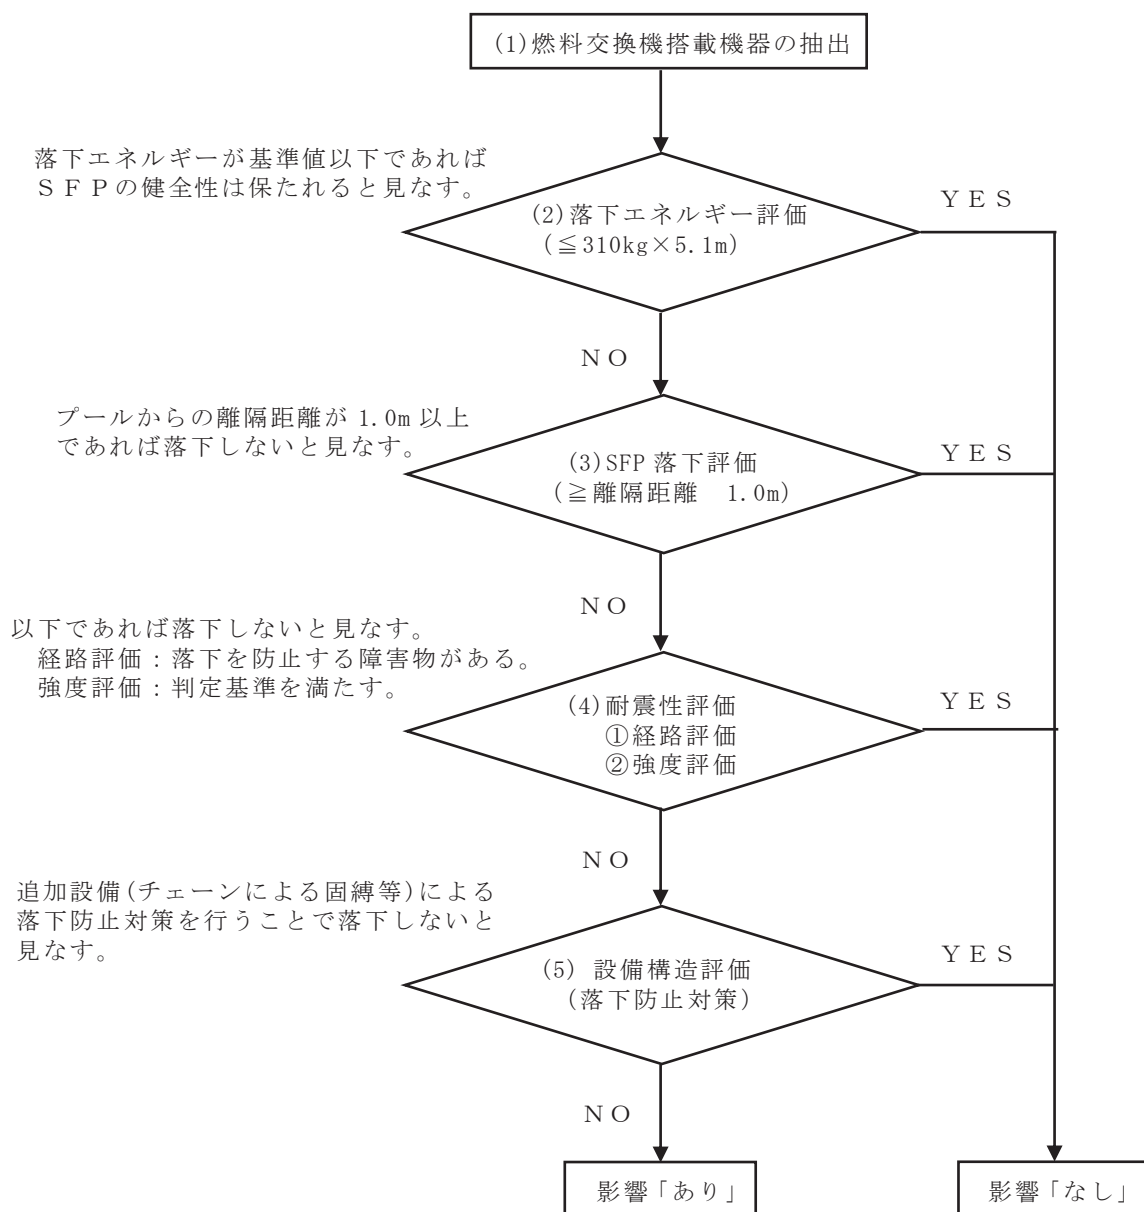 (1)燃料交換機搭載機器の抽出
落下エネルギーが基準値以下であれば
ＳＦＰの健全性は保たれると見なす。
(2)落下エネルギー評価
(≦310kg×5.1m)
ＹＥＳ
ＮＯ
プールからの離隔距離が 1.0m 以上
であれば落下しないと見なす。
(3)SFP 落下評価
(≧離隔距離　1.0m)
ＹＥＳ
ＮＯ
以下であれば落下しないと見なす。
経路評価：落下を防止する障害物がある。
強度評価：判定基準を満たす。
(4)耐震性評価
①経路評価
②強度評価
ＹＥＳ
ＮＯ
追加設備(チェーンによる固縛等)による
落下防止対策を行うことで落下しないと
見なす。
(5) 設備構造評価
(落下防止対策)
ＹＥＳ
ＮＯ
影響「あり」
影響「なし」